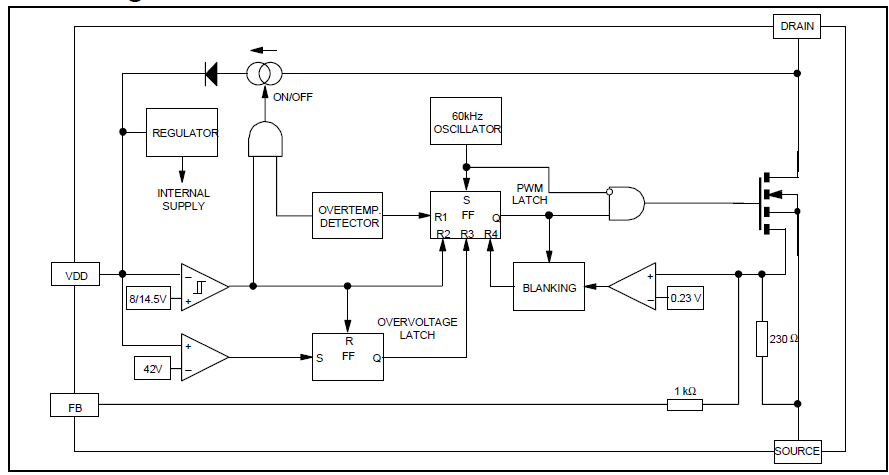 DRAIN
ON/OFF
60kHz
OSCILLATOR
REGULATOR
INTERNAL
SUPPLY
OVERTEMP.
DETECTOR
R1
S
FF
Q
R2 R3 R4
PWM
LATCH
VDD
8/14.5V
-
+
BLANKING
+
-
0.23 V
OVERVOLTAGE
LATCH
R
FF
S
Q
42V
+
-
230 Ω
1 kΩ
FB
SOURCE